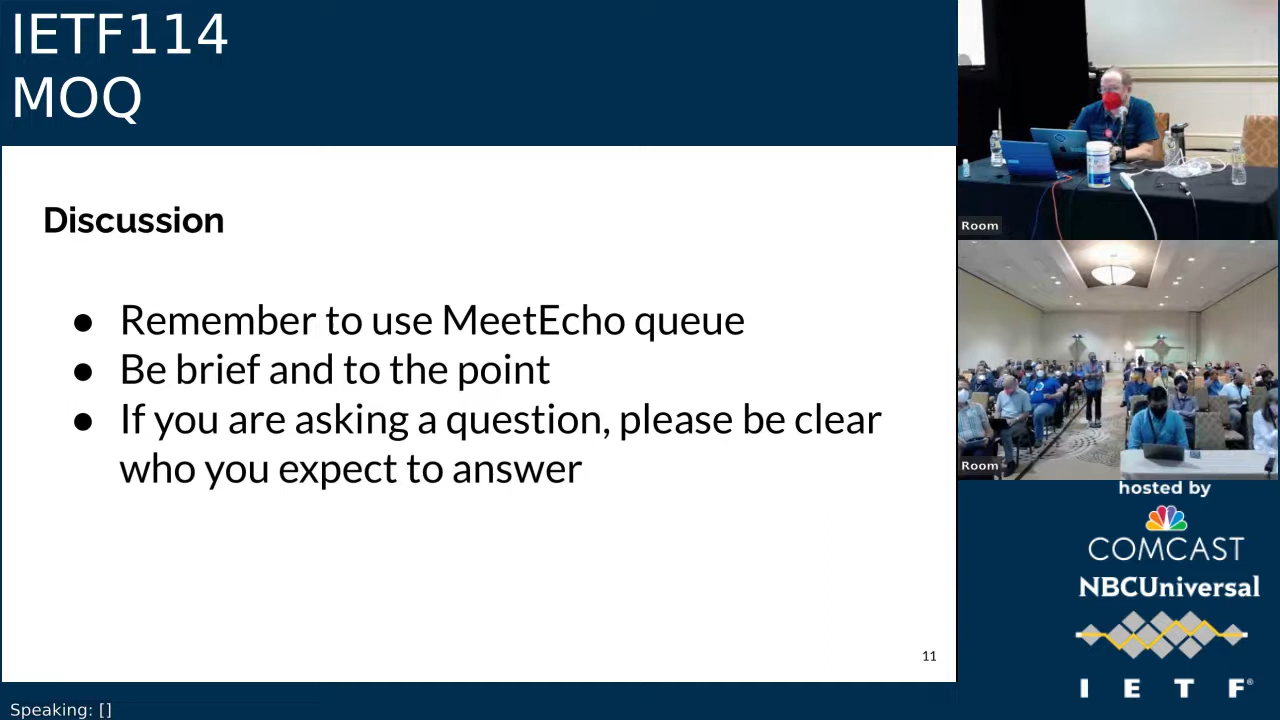 IETF114
MOQ
Discussion
● Remember to use MeetEcho queue
● Be brief and to the point
● If you are asking a question, please be clear
who you expect to answer
11
Speaking: []
Room
Room
hosted by
COMCAST
NBCUniversal
I E T F®